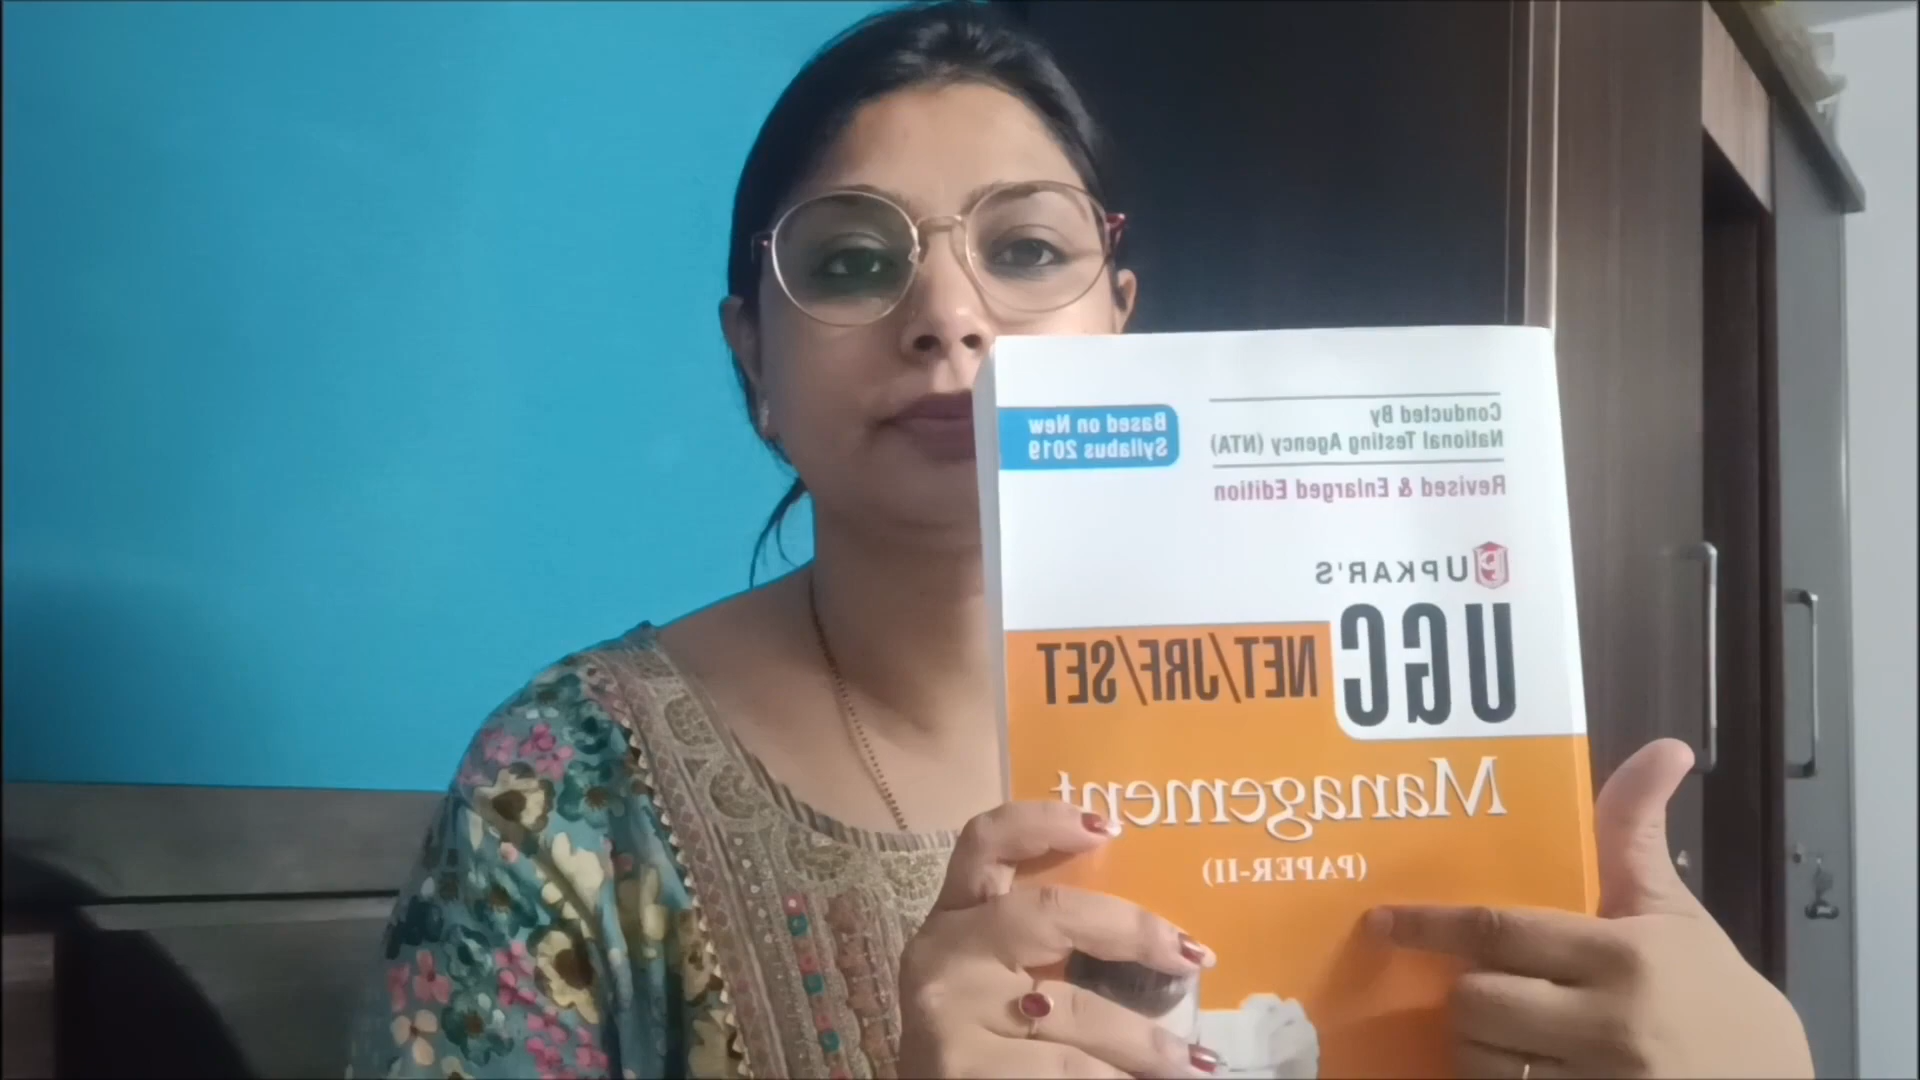 Conducted By
National Testing Agency (NTA)
Based on New
Syllabus 2019
Revised & Enlarged Edition
UPKAR'S
UGC
NET/JRF/SET
Management
(PAPER-II)